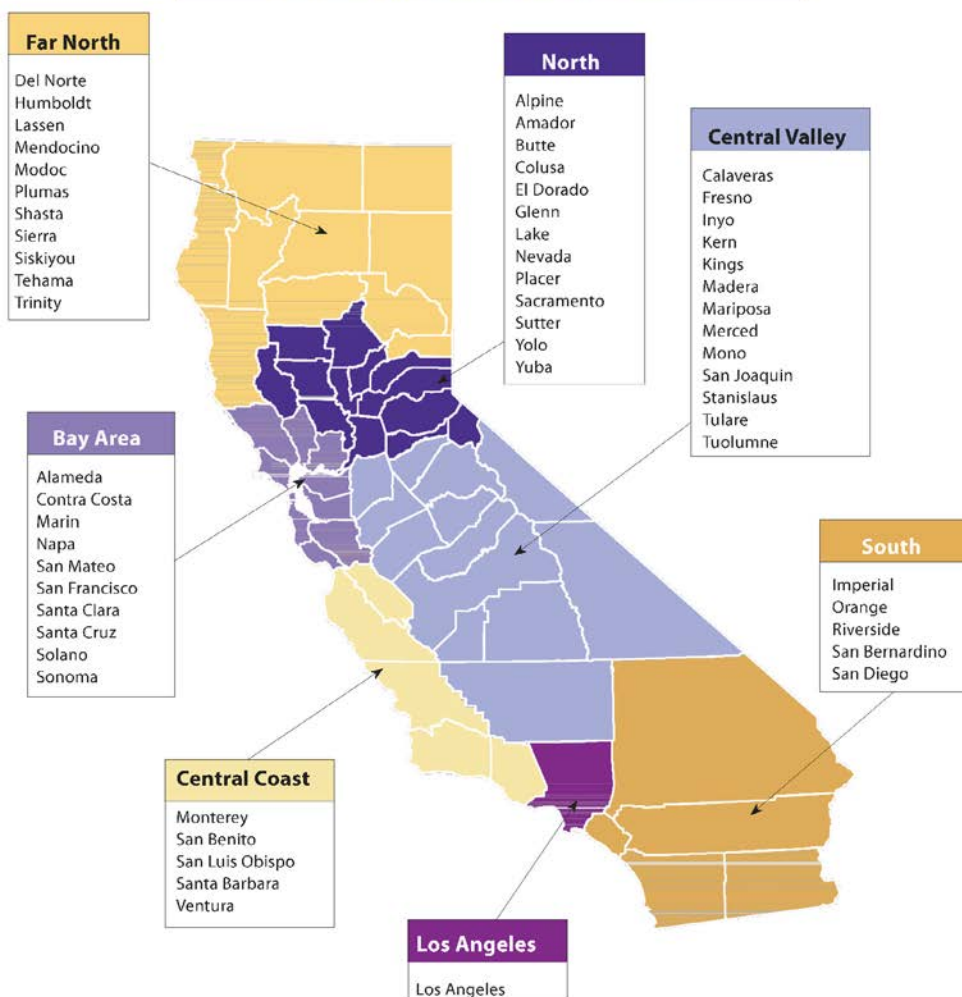 Far North
Del Norte
Humboldt
Lassen
Mendocino
Modoc
Plumas
Shasta
Sierra
Siskiyou
Tehama
Trinity
North
Alpine
Amador
Butte
Colusa
El Dorado
Glenn
Lake
Nevada
Placer
Sacramento
Sutter
Yolo
Yuba
Central Valley
Calaveras
Fresno
Inyo
Kern
Kings
Madera
Mariposa
Merced
Mono
San Joaquin
Stanislaus
Tulare
Tuolumne
Bay Area
Alameda
Contra Costa
Marin
Napa
San Mateo
San Francisco
Santa Clara
Santa Cruz
Solano
Sonoma
South
Imperial
Orange
Riverside
San Bernardino
San Diego
Central Coast
Monterey
San Benito
San Luis Obispo
Santa Barbara
Ventura
Los Angeles
Los Angeles